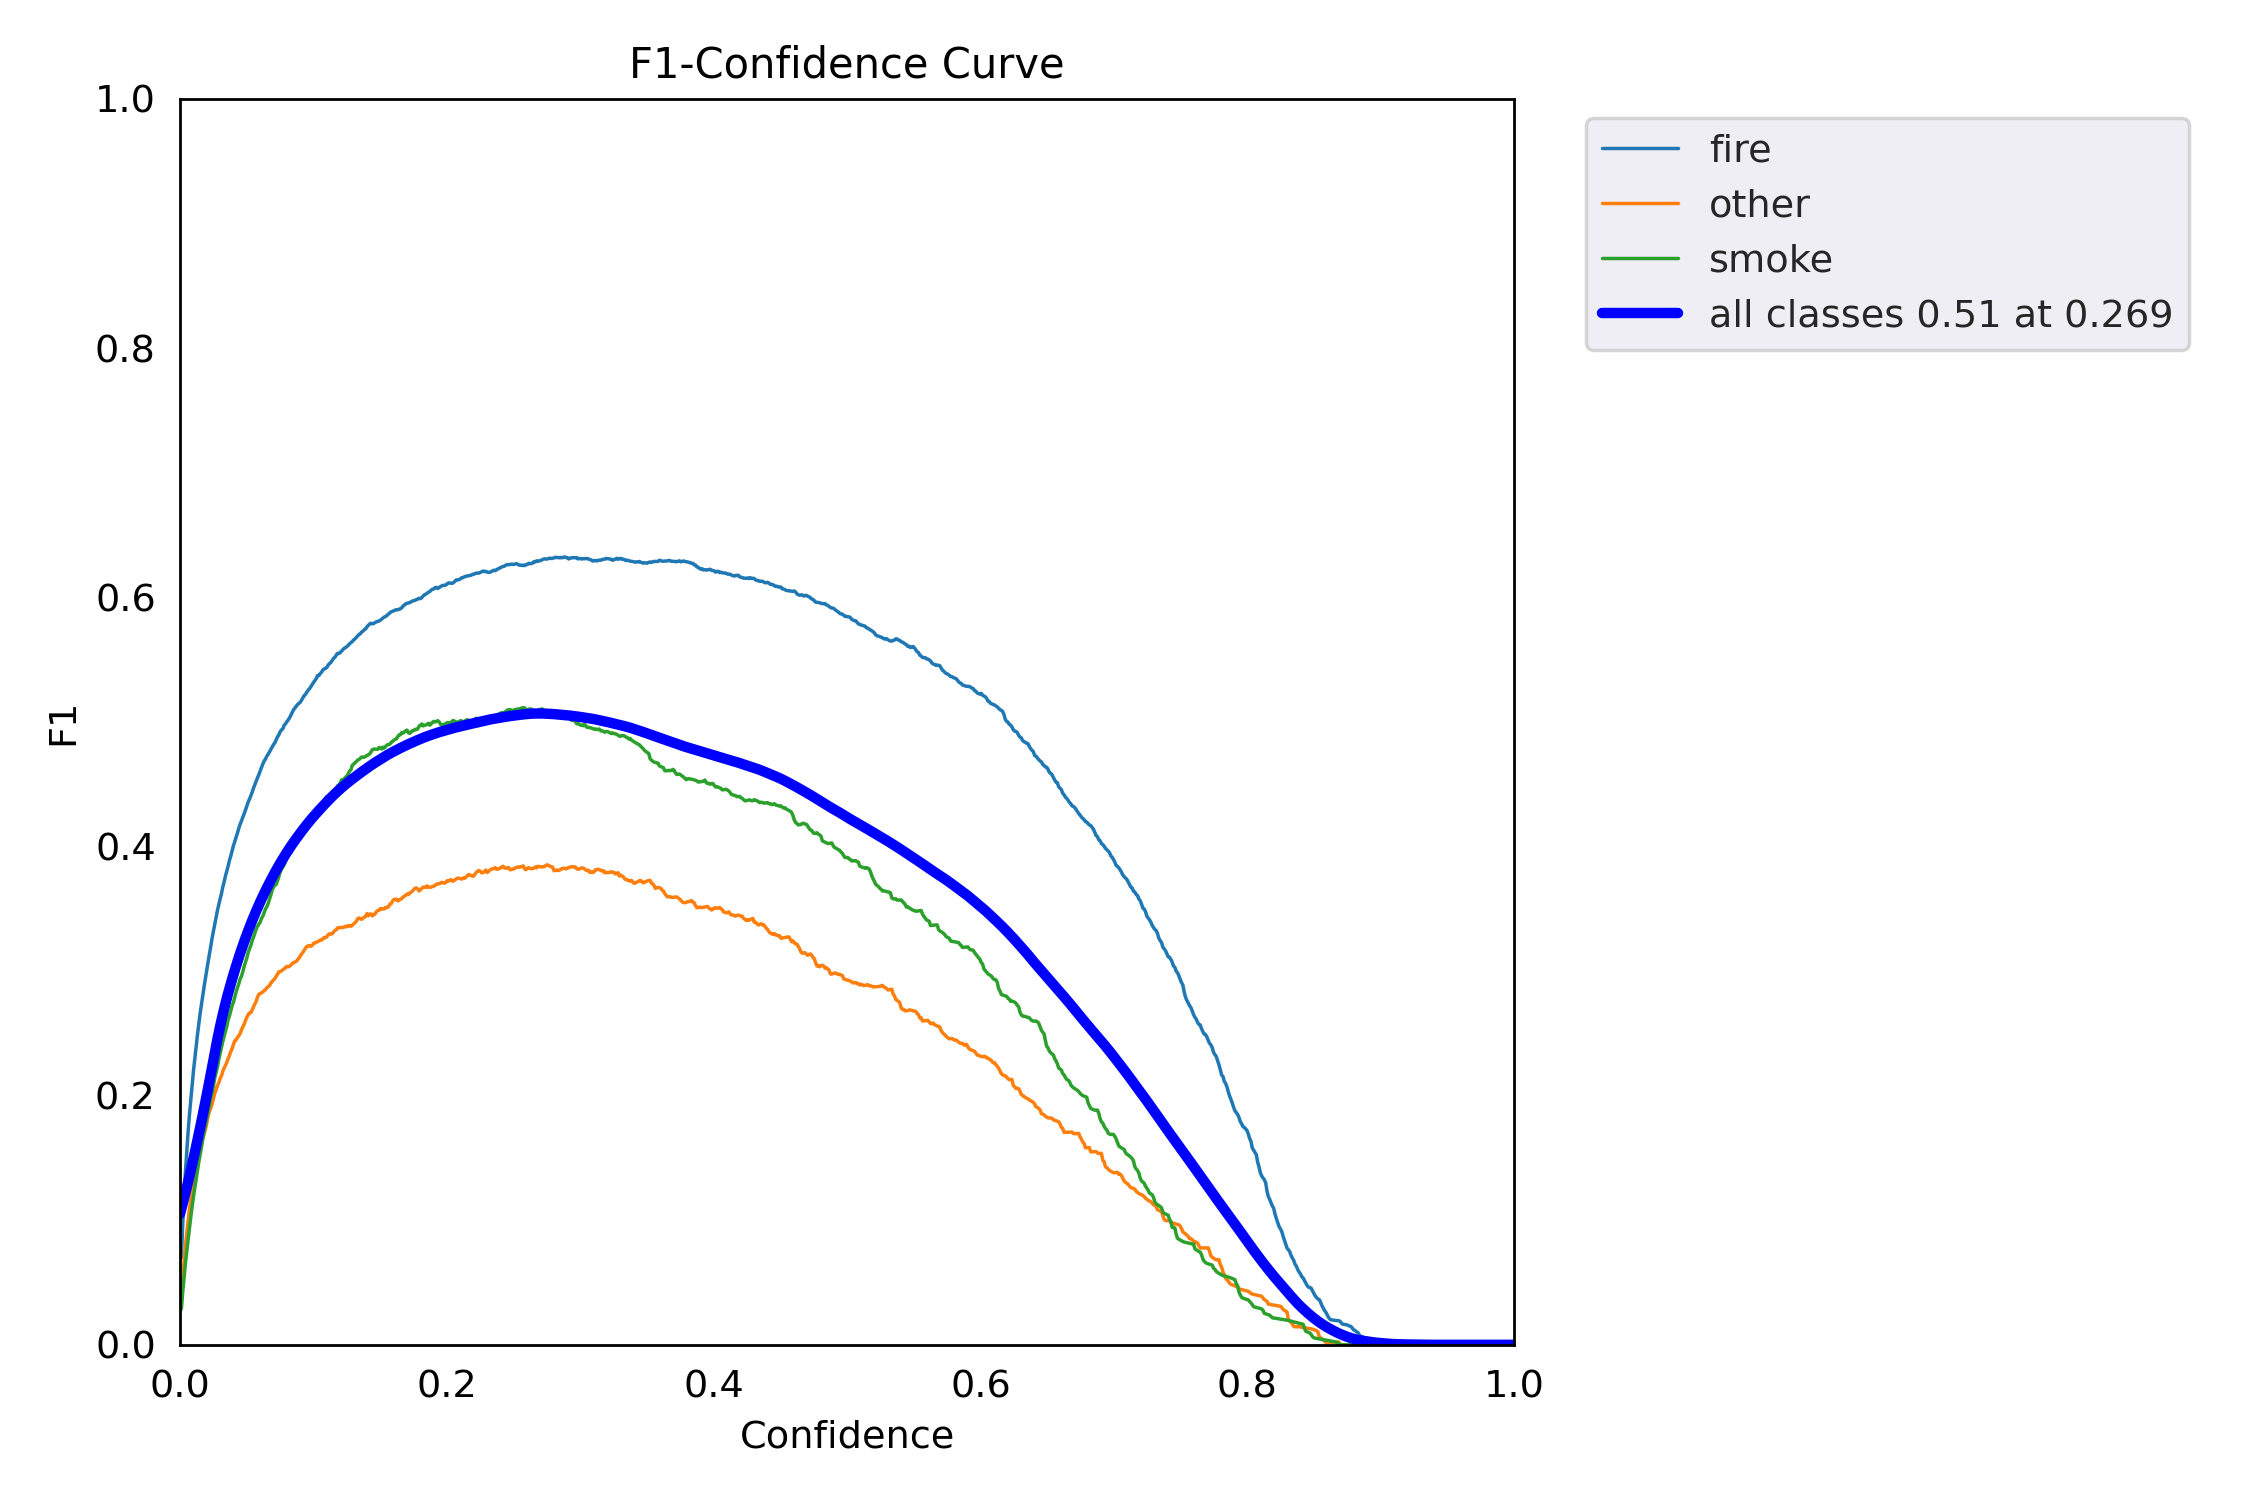 F1-Confidence Curve
1.0
0.8
0.6
0.4
0.2
0.0
F1
0.0 0.2 0.4 0.6 0.8 1.0
Confidence
fire
other
smoke
all classes 0.51 at 0.269